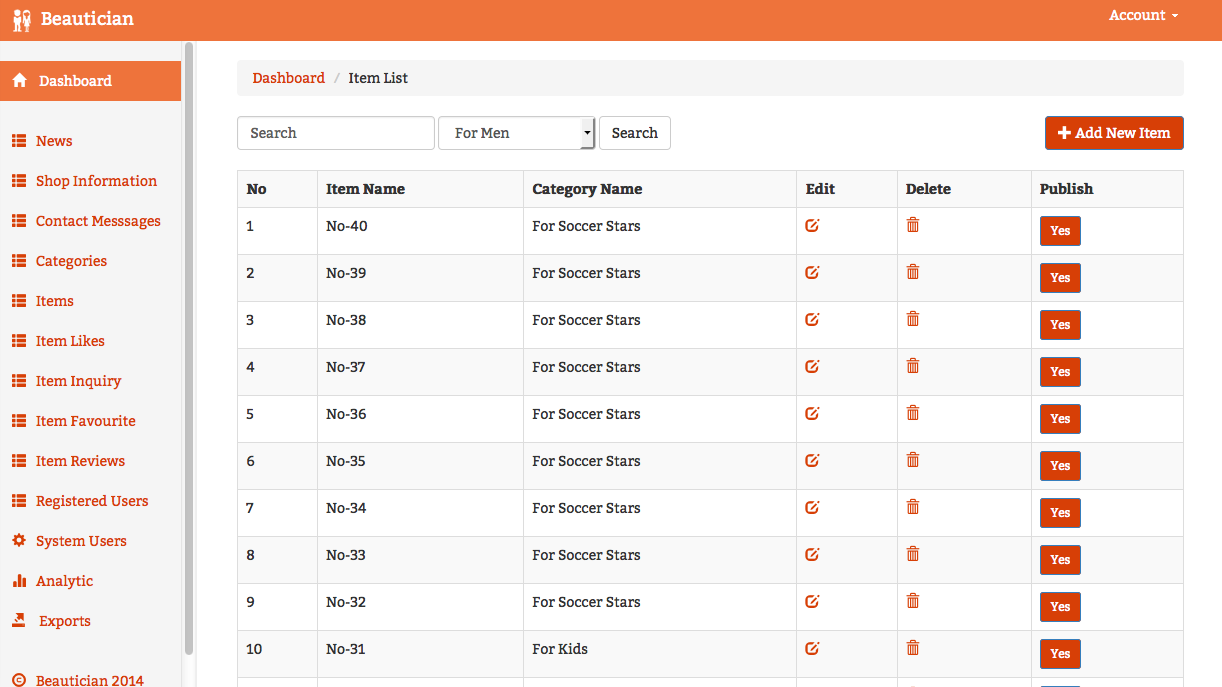 Beautician
Account
Dashboard
News
Shop Information
Contact Messsages
Categories
Items
Item Likes
Item Inquiry
Item Favourite
Item Reviews
Registered Users
System Users
Analytic
Exports
Beautician 2014
Dashboard / Item List
Search For Men Search Add New Item
No Item Name Category Name Edit Delete Publish
1 No-40 For Soccer Stars Yes
2 No-39 For Soccer Stars Yes
3 No-38 For Soccer Stars Yes
4 No-37 For Soccer Stars Yes
5 No-36 For Soccer Stars Yes
6 No-35 For Soccer Stars Yes
7 No-34 For Soccer Stars Yes
8 No-33 For Soccer Stars Yes
9 No-32 For Soccer Stars Yes
10 No-31 For Kids Yes